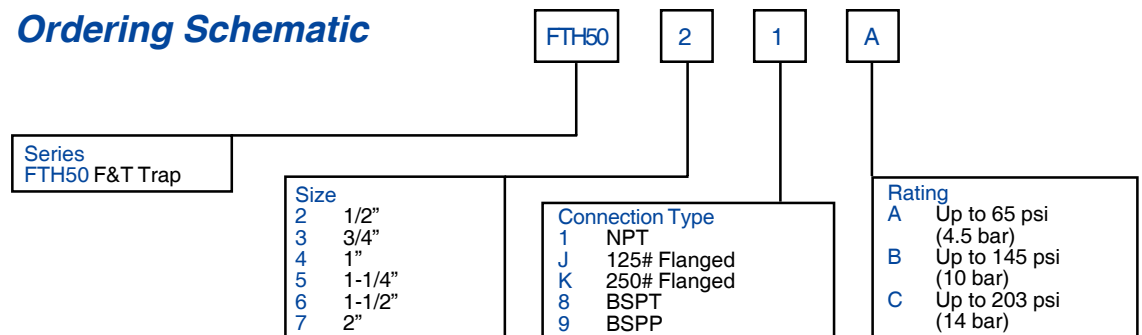 Ordering Schematic
FTH50 2 1 A
Series
FTH50 F&T Trap
Size
2 1/2”
3 3/4”
4 1”
5 1-1/4”
6 1-1/2”
7 2”
Connection Type
1 NPT
J 125# Flanged
K 250# Flanged
8 BSPT
9 BSPP
Rating
A Up to 65 psi
(4.5 bar)
B Up to 145 psi
(10 bar)
C Up to 203 psi
(14 bar)